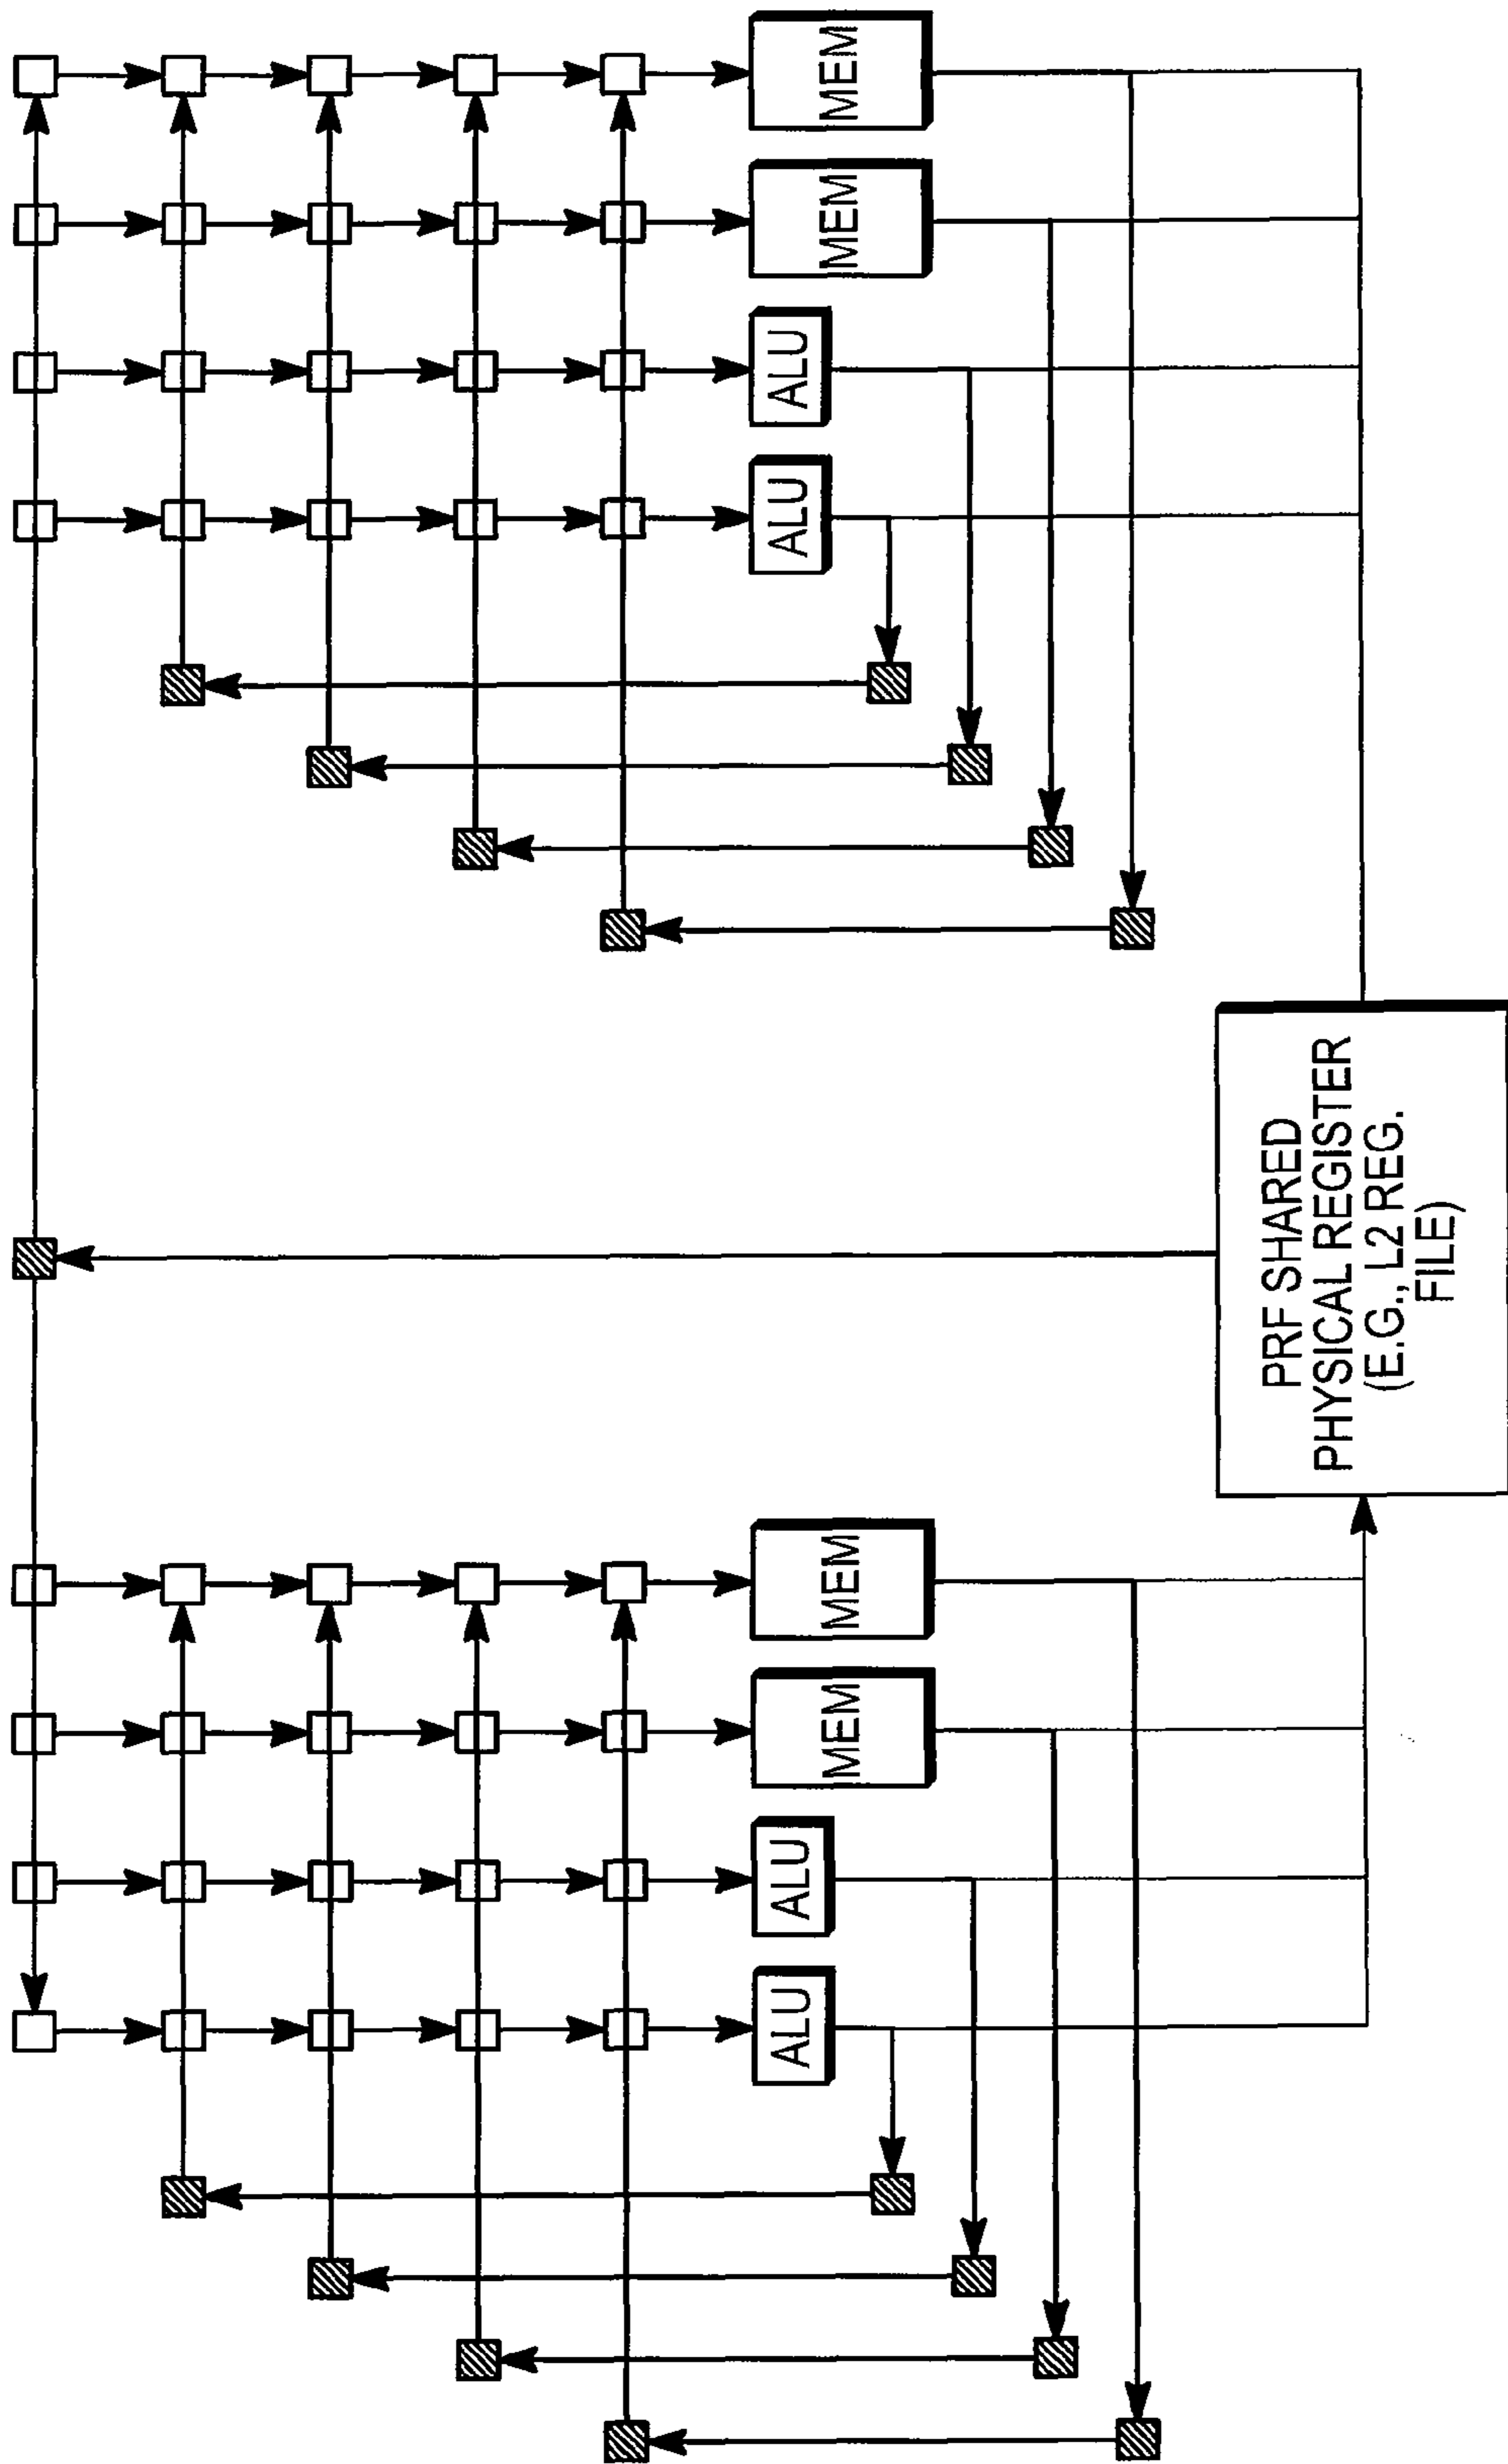 ALU
ALU
MEM
MEM
ALU
ALU
MEM
MEM
PRF SHARED
PHYSICAL REGISTER
(E.G., L2 REG.
FILE)